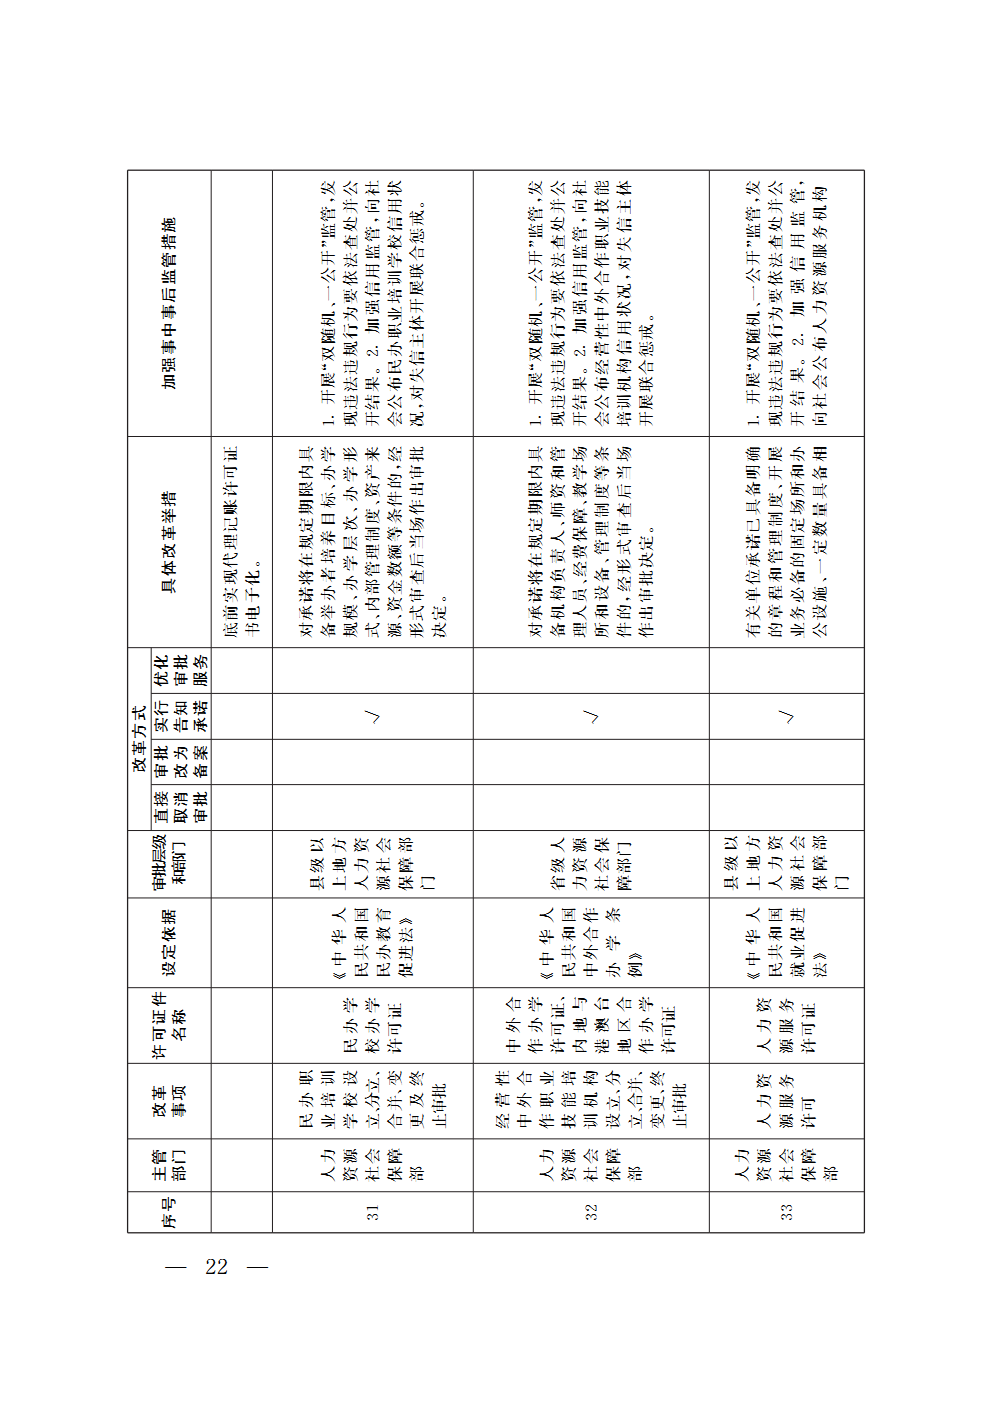 序号
主管
部门
改革
事项
许可证件
名称
设定依据
审批层级
和部门
改革方式
直接
取消
审批
审批
改为
备案
实行
告知
承诺
优化
审批
服务
具体改革举措
加强事中事后监管措施
底前实现代理记账许可证
书电子化。
31
人力
资源
社会
保障
部
民办职
业培训
学校设
立、分立、
合并、变
更及终
止审批
民办学
校办学
许可证
《中华人
民共和国
民办教育
促进法》
县级以
上地方
人力资
源社会
保障部
门
√
对承诺将在规定期限内具
备举办者培养目标、办学
规模、办学层次、办学形
式、内部管理制度、资产来
源、资金数额等条件的,经
形式审查后当场作出审批
决定。
1. 开展“双随机、一公开”监管,发
现违法违规行为要依法查处并公
开结果。2. 加强信用监管,向社
会公布民办职业培训学校信用状
况,对失信主体开展联合惩戒。
32
人力
资源
社会
保障
部
经营性
中外合
作职业
技能培
训机构
设立、分
立、合并、
变更、终
止审批
中外合
作办学
许可证、
内地与
港澳台
地区合
作办学
许可证
《中华人
民共和国
中外合作
办学条
例》
省级人
力资源
社会保
障部门
√
对承诺将在规定期限内具
备机构负责人、师资和管
理人员、经费保障、教学场
所和设备、管理制度等条
件的,经形式审查后当场
作出审批决定。
1. 开展“双随机、一公开”监管,发
现违法违规行为要依法查处并公
开结果。2. 加强信用监管,向社
会公布经营性中外合作职业技能
培训机构信用状况,对失信主体
开展联合惩戒。
33
人力
资源
社会
保障
部
人力资
源服务
许可
人力资
源服务
许可证
《中华人
民共和国
就业促进
法》
县级以
上地方
人力资
源社会
保障部
门
√
有关单位承诺已具备明确
的章程和管理制度、开展
业务必备的固定场所和办
公设施、一定数量具备相
1. 开展“双随机、一公开”监管,发
现违法违规行为要依法查处并公
开结果。2. 加强信用监管,
向社会公布人力资源服务机构
— 22 —